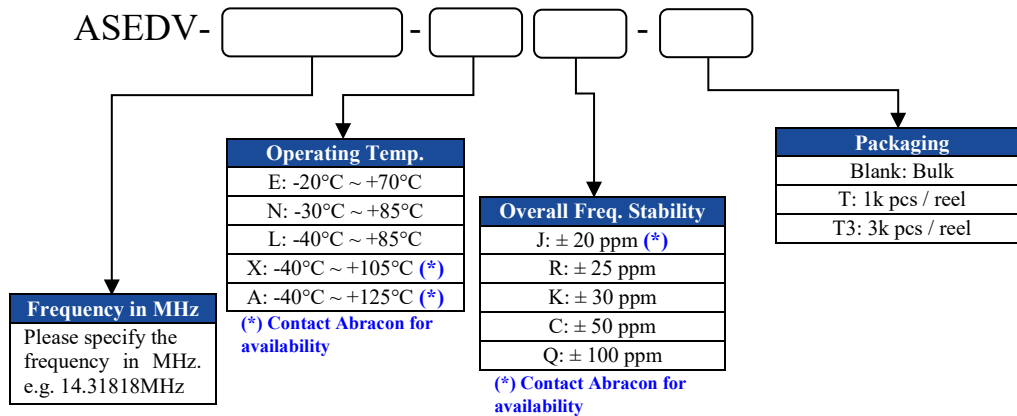 ASEDV- - -
Operating Temp.
E: -20°C ~ +70°C
N: -30°C ~ +85°C
L: -40°C ~ +85°C
X: -40°C ~ +105°C (*)
A: -40°C ~ +125°C (*)
(*) Contact Abracon for
availability
Frequency in MHz
Please specify the
frequency in MHz.
e.g. 14.31818MHz
Overall Freq. Stability
J: ± 20 ppm (*)
R: ± 25 ppm
K: ± 30 ppm
C: ± 50 ppm
Q: ± 100 ppm
(*) Contact Abracon for
availability
Packaging
Blank: Bulk
T: 1k pcs / reel
T3: 3k pcs / reel